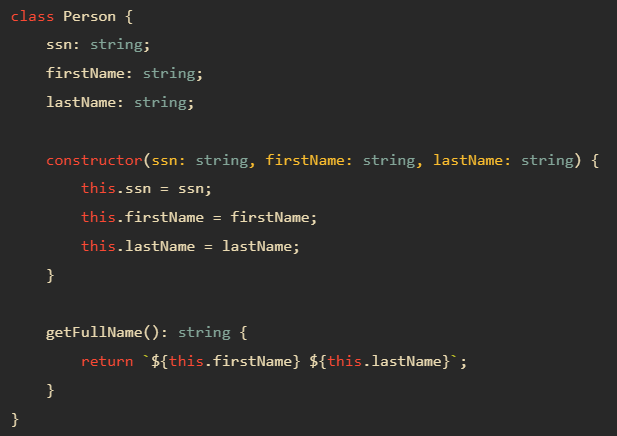 class Person {
    ssn: string;
    firstName: string;
    lastName: string;

    constructor(ssn: string, firstName: string, lastName: string) {
        this.ssn = ssn;
        this.firstName = firstName;
        this.lastName = lastName;
    }

    getFullName(): string {
        return `${this.firstName} ${this.lastName}`;
    }
}